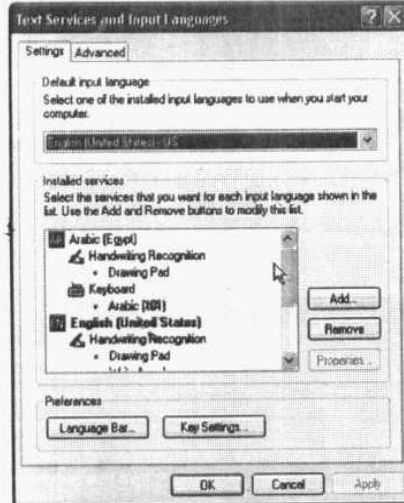 Text Services and Input Languages
Settings
Advanced
Default input language
Select one of the installed input languages to use when you start your
computer.
English (United States) - US
Installed services
Select the services that you want for each input language shown in the
list. Use the Add and Remove buttons to modify this list.
Arabic (Egypt)
Handwriting Recognition
• Drawing Pad
Keyboard
• Arabic (101)
English (United States)
Handwriting Recognition
• Drawing Pad
Add...
Remove
Properties...
Preferences
Language Bar...
Key Settings...
OK
Cancel
Apply